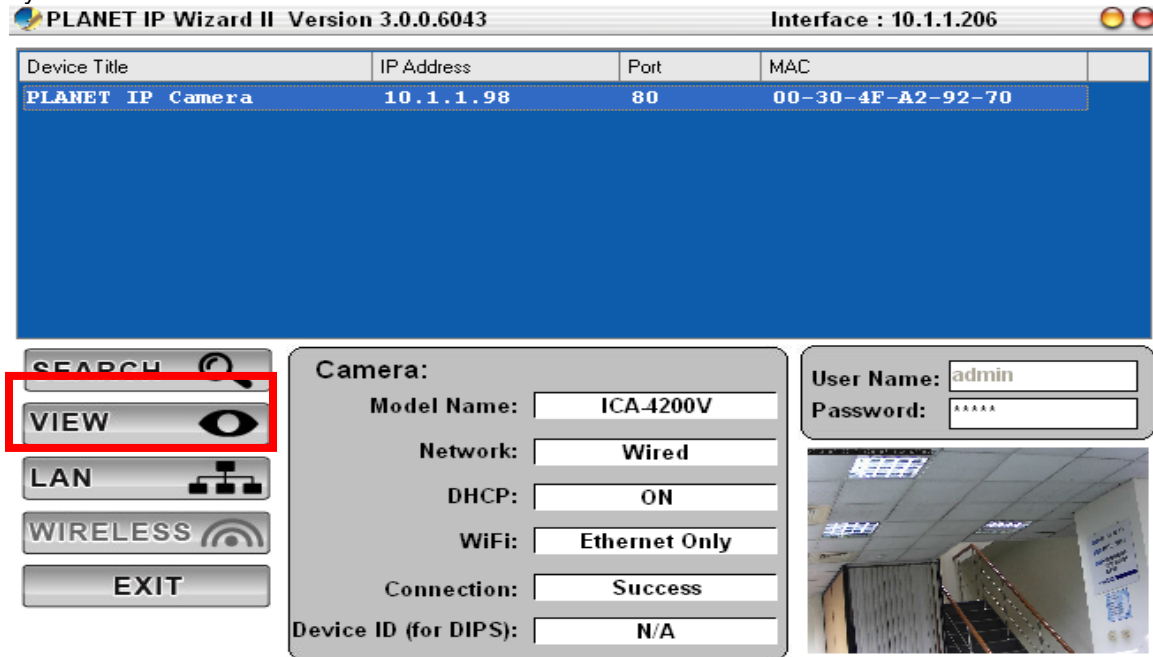 PLANET IP Wizard II Version 3.0.0.6043 Interface : 10.1.1.206
Device Title IP Address Port MAC
PLANET IP Camera 10.1.1.98 80 00-30-4F-A2-92-70
SEARCH
VIEW
LAN
WIRELESS
EXIT
Camera:
Model Name: ICA-4200V
Network: Wired
DHCP: ON
WiFi: Ethernet Only
Connection: Success
Device ID (for DIPS): N/A
User Name: admin
Password: *****